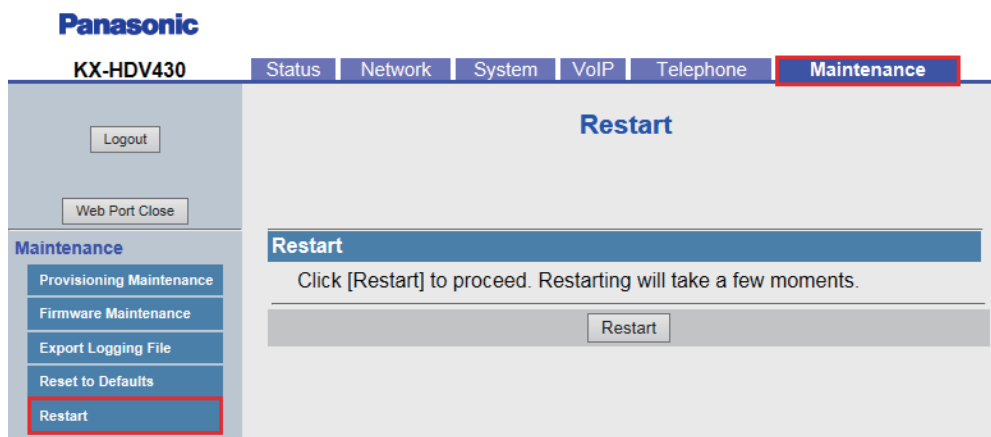 Panasonic
KX-HDV430
Status Network System VoIP Telephone Maintenance
Logout
Web Port Close
Maintenance
Provisioning Maintenance
Firmware Maintenance
Export Logging File
Reset to Defaults
Restart
Restart
Restart
Click [Restart] to proceed. Restarting will take a few moments.
Restart